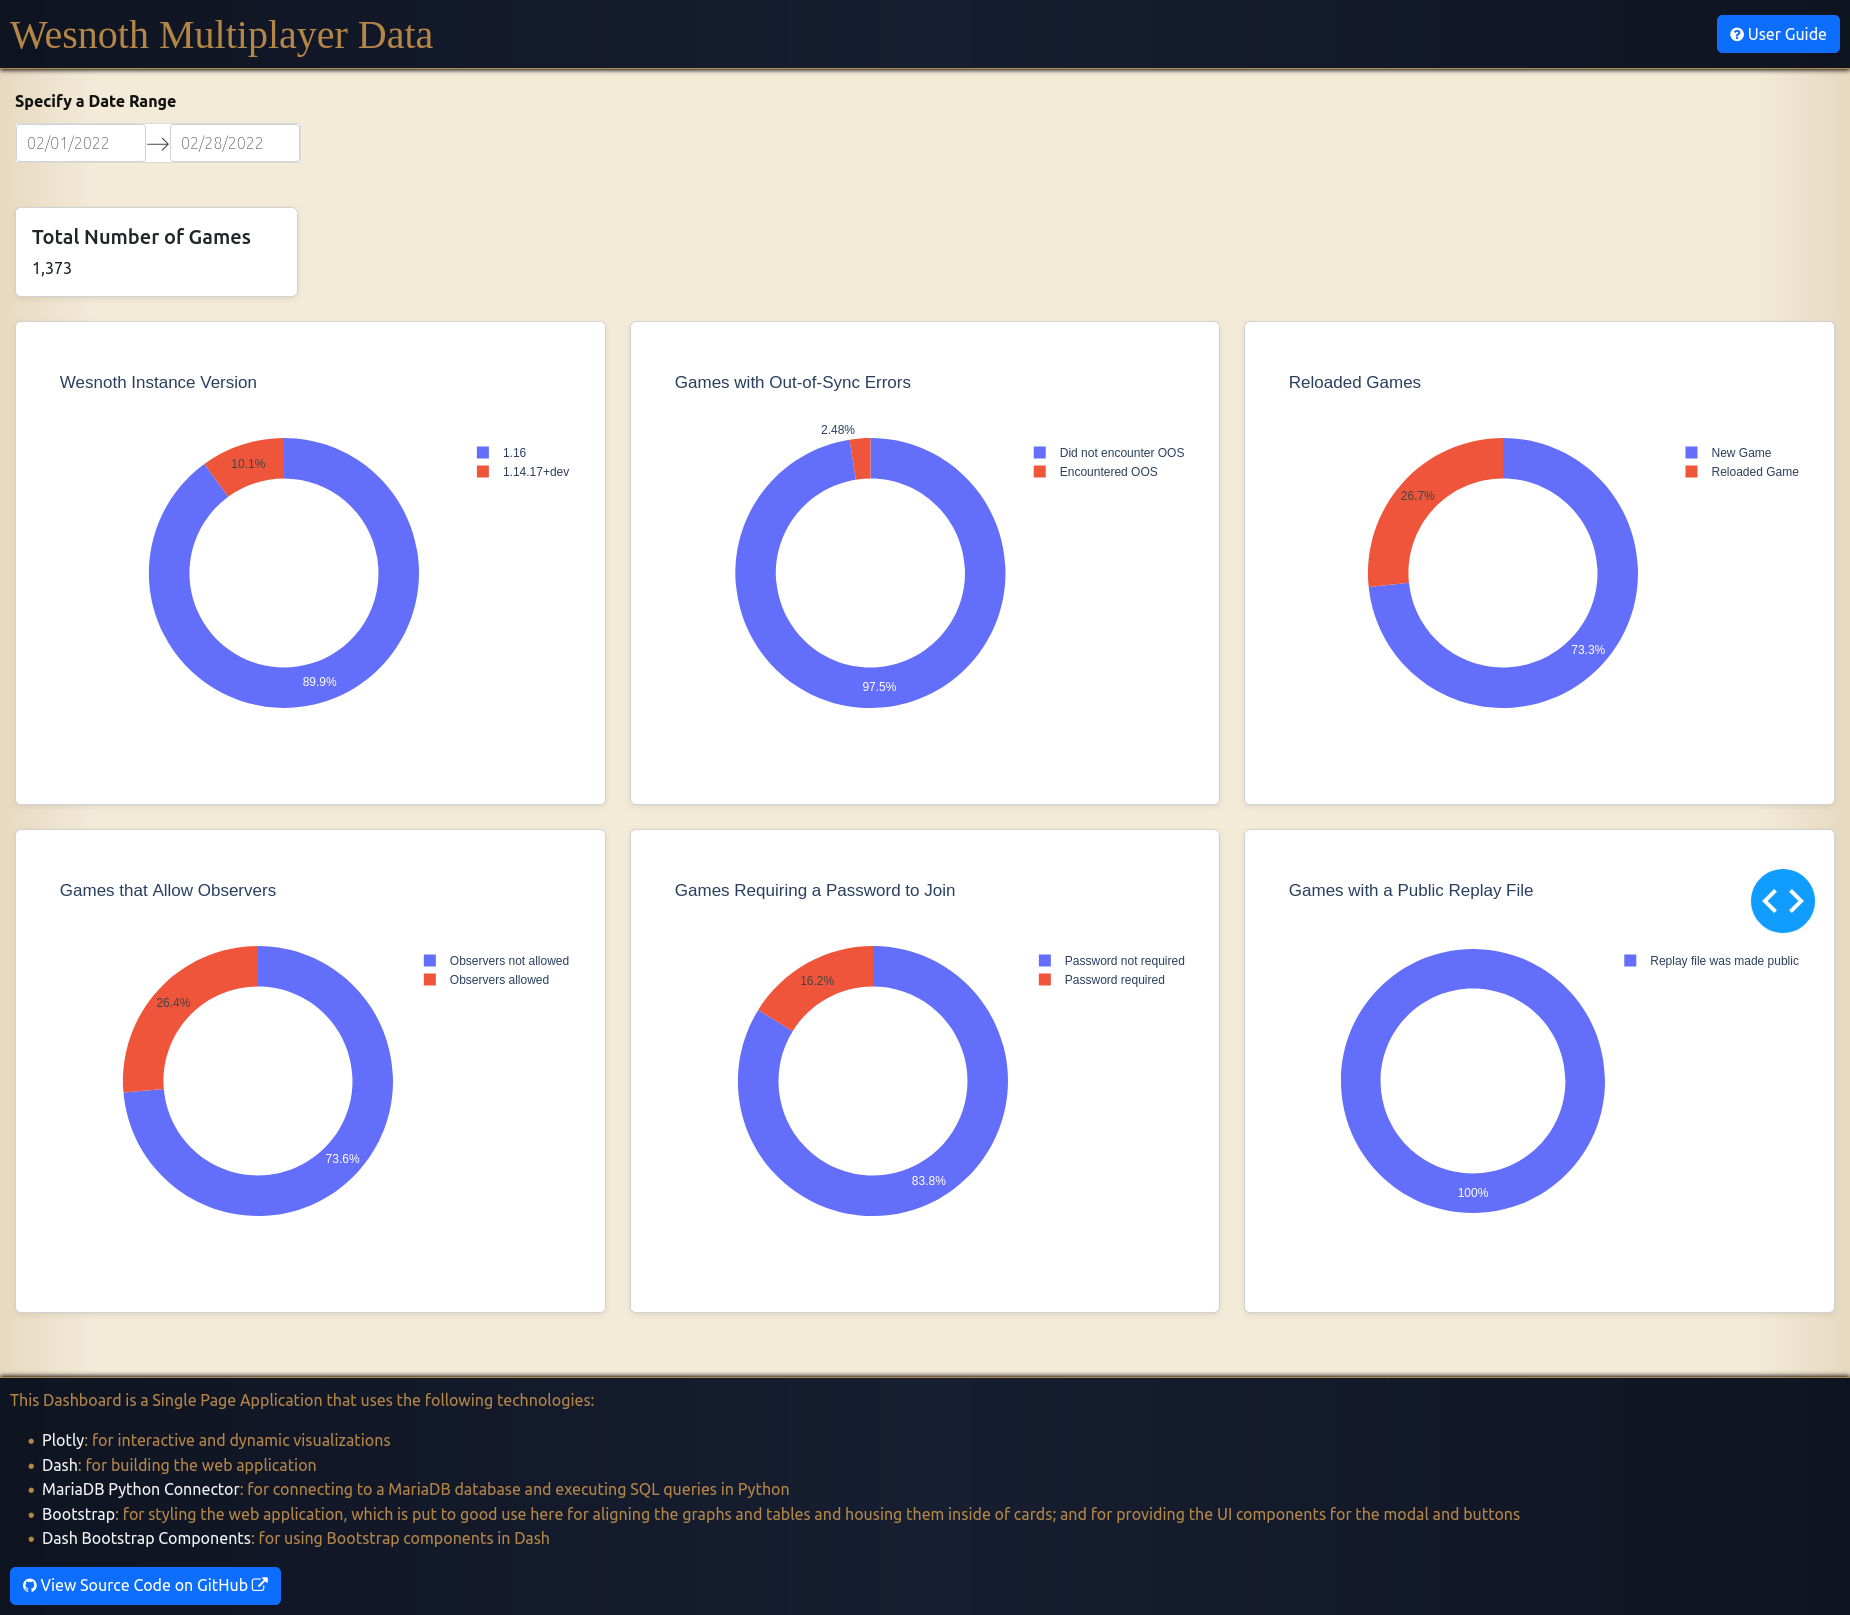 Wesnoth Multiplayer Data
User Guide
Specify a Date Range
02/01/2022
02/28/2022
Total Number of Games
1,373
Wesnoth Instance Version
10.1%
89.9%
1.16
1.14.17+dev
Games with Out-of-Sync Errors
2.48%
97.5%
Did not encounter OOS
Encountered OOS
Reloaded Games
26.7%
73.3%
New Game
Reloaded Game
Games that Allow Observers
26.4%
73.6%
Observers not allowed
Observers allowed
Games Requiring a Password to Join
16.2%
83.8%
Password not required
Password required
Games with a Public Replay File
100%
Replay file was made public
This Dashboard is a Single Page Application that uses the following technologies:
• Plotly: for interactive and dynamic visualizations
• Dash: for building the web application
• MariaDB Python Connector: for connecting to a MariaDB database and executing SQL queries in Python
• Bootstrap: for styling the web application, which is put to good use here for aligning the graphs and tables and housing them inside of cards; and for providing the UI components for the modal and buttons
• Dash Bootstrap Components: for using Bootstrap components in Dash
View Source Code on GitHub